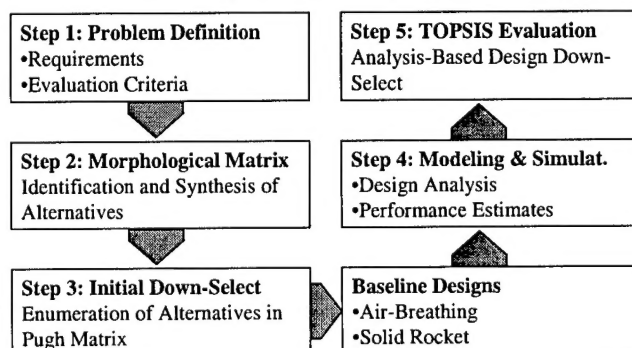 Step 1: Problem Definition
•Requirements
•Evaluation Criteria
Step 2: Morphological Matrix
Identification and Synthesis of
Alternatives
Step 3: Initial Down-Select
Enumeration of Alternatives in
Pugh Matrix
Baseline Designs
•Air-Breathing
•Solid Rocket
Step 4: Modeling & Simulat.
•Design Analysis
•Performance Estimates
Step 5: TOPSIS Evaluation
Analysis-Based Design Down-
Select